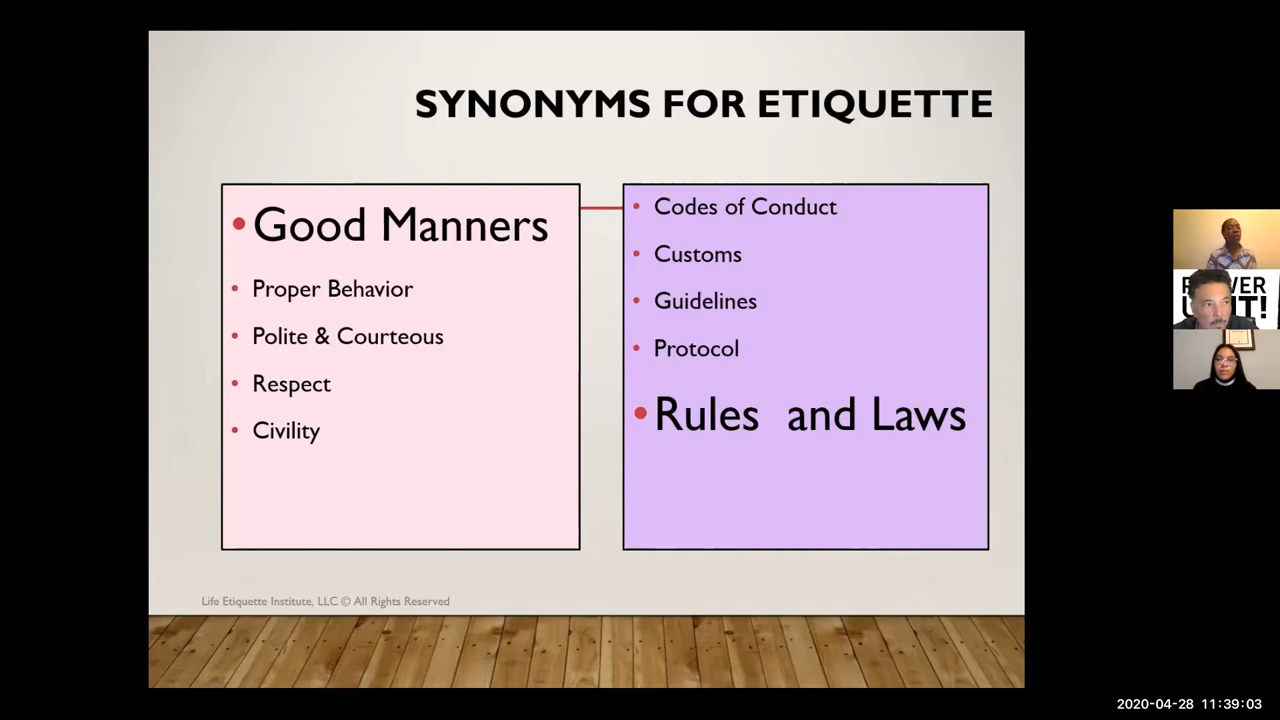 SYNONYMS FOR ETIQUETTE
• Good Manners
• Proper Behavior
• Polite & Courteous
• Respect
• Civility
• Codes of Conduct
• Customs
• Guidelines
• Protocol
• Rules and Laws
Life Etiquette Institute, LLC © All Rights Reserved
2020-04-28 11:39:03